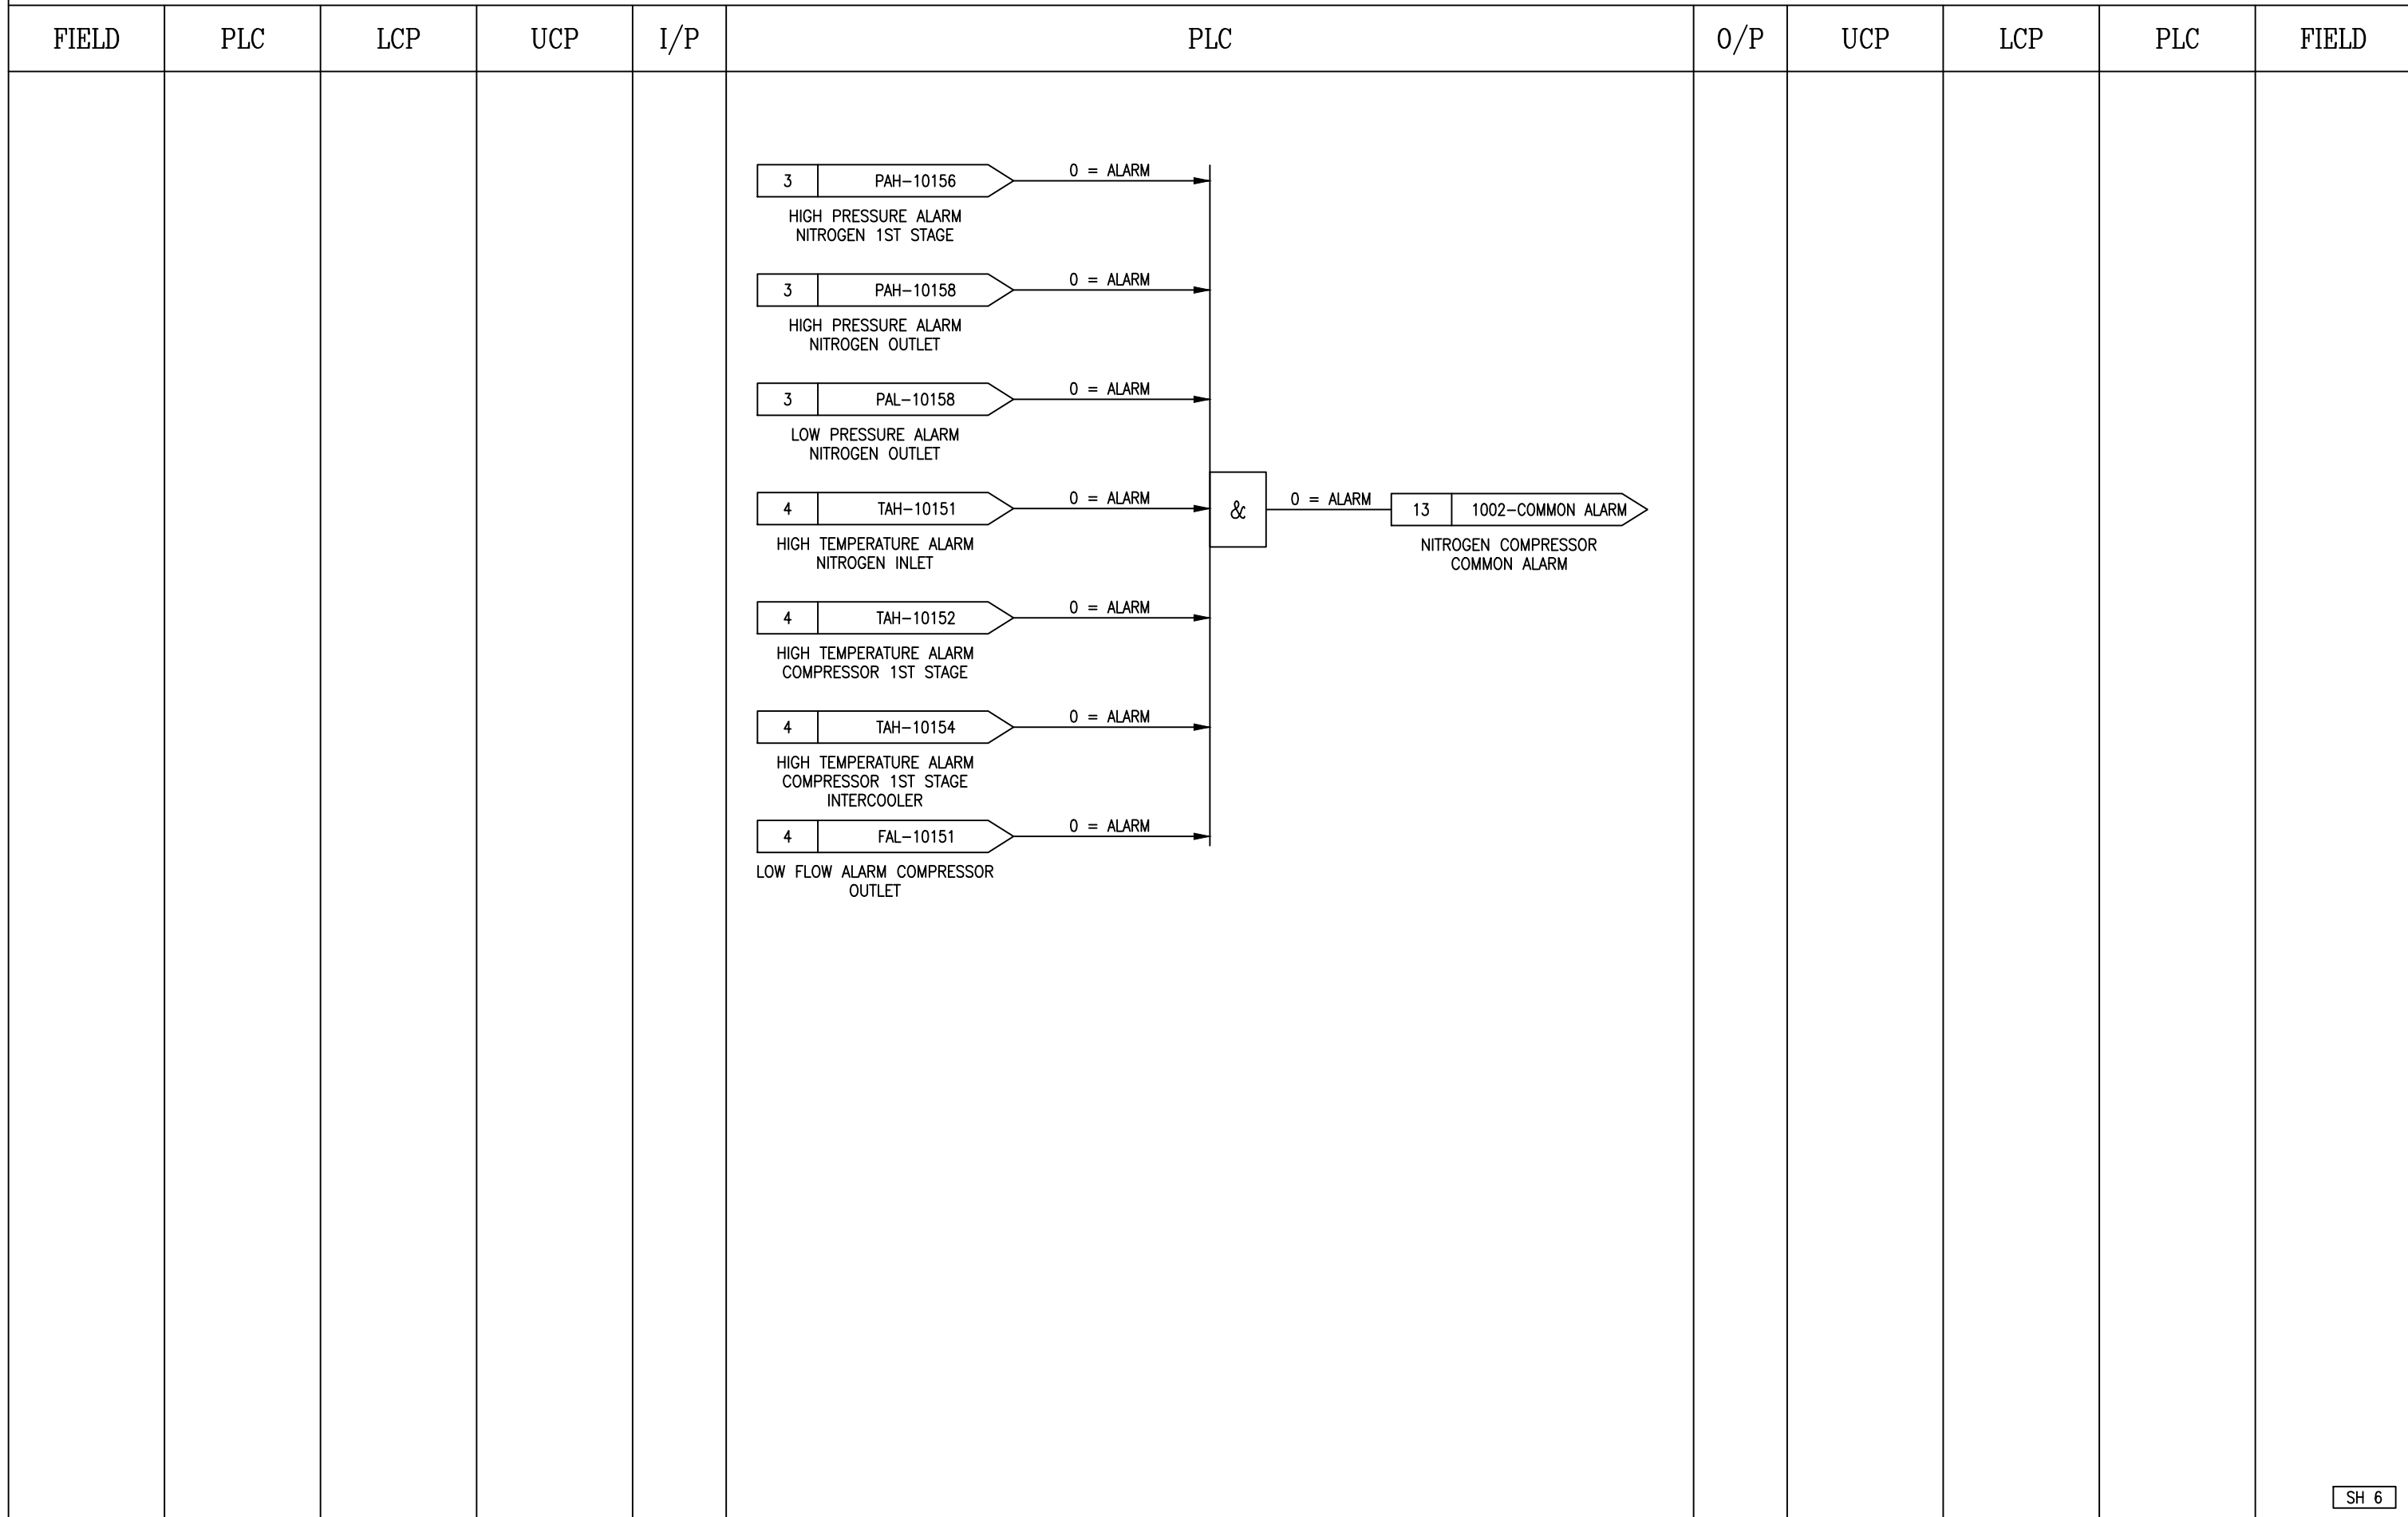 FIELD PLC LCP UCP I/P PLC O/P UCP LCP PLC FIELD
3 PAH-10156 0 = ALARM
HIGH PRESSURE ALARM
NITROGEN 1ST STAGE
3 PAH-10158 0 = ALARM
HIGH PRESSURE ALARM
NITROGEN OUTLET
3 PAL-10158 0 = ALARM
LOW PRESSURE ALARM
NITROGEN OUTLET
4 TAH-10151 0 = ALARM
HIGH TEMPERATURE ALARM
NITROGEN INLET
& 0 = ALARM 13 1002-COMMON ALARM
NITROGEN COMPRESSOR
COMMON ALARM
4 TAH-10152 0 = ALARM
HIGH TEMPERATURE ALARM
COMPRESSOR 1ST STAGE
4 TAH-10154 0 = ALARM
HIGH TEMPERATURE ALARM
COMPRESSOR 1ST STAGE
INTERCOOLER
4 FAL-10151 0 = ALARM
LOW FLOW ALARM COMPRESSOR
OUTLET
SH 6